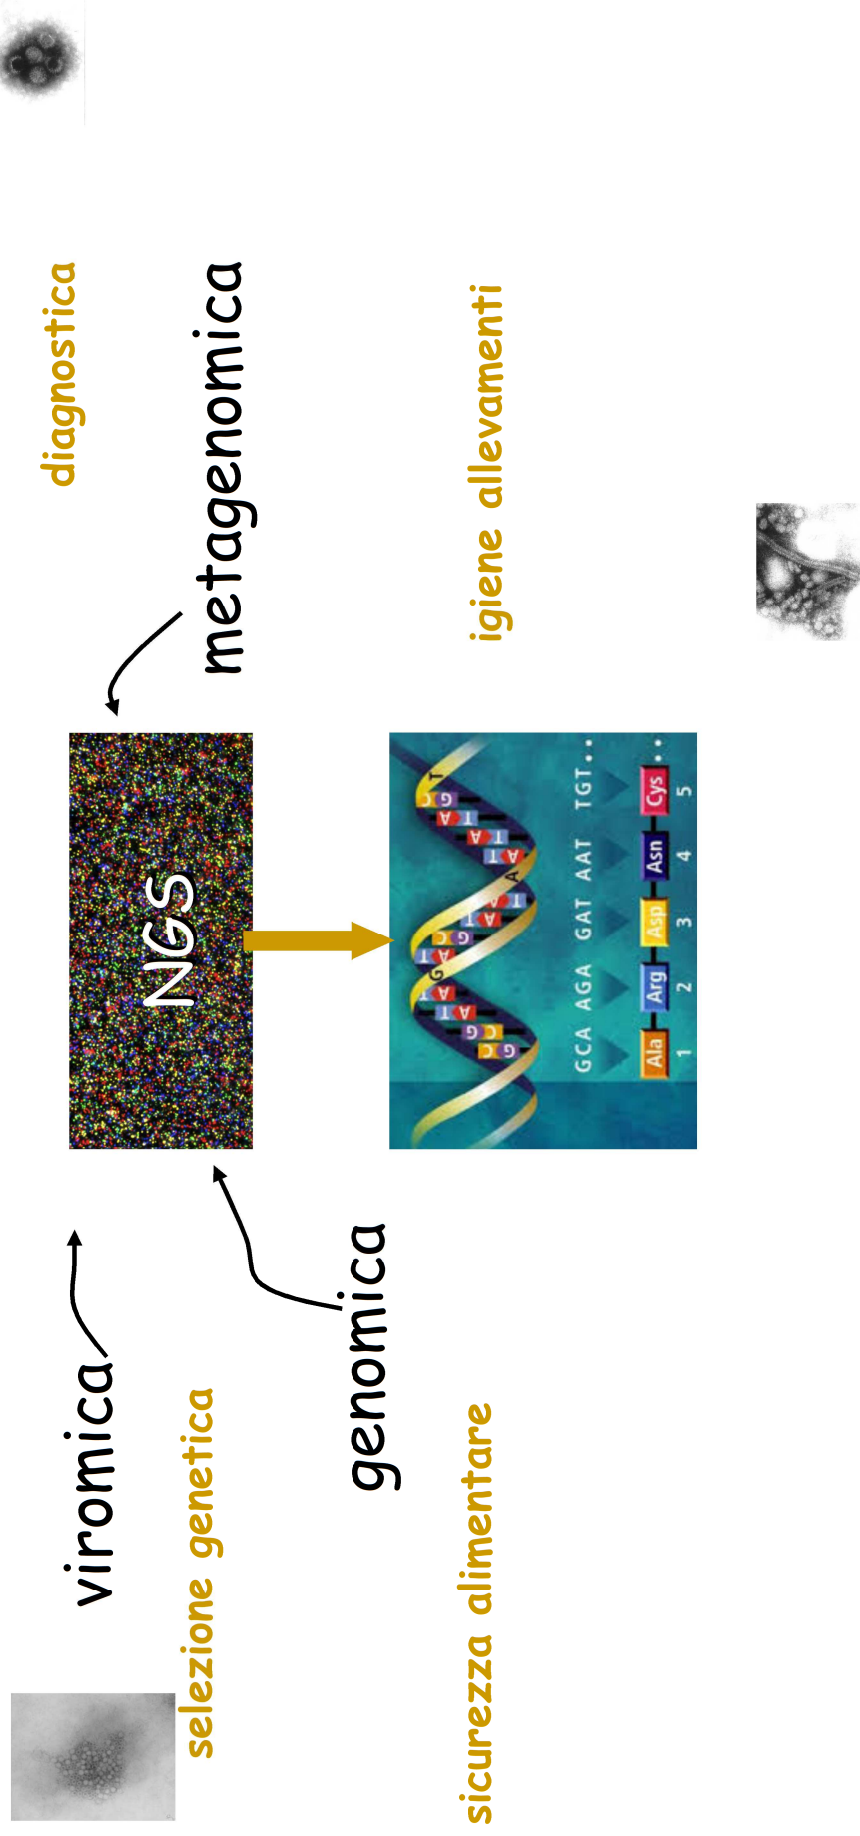 diagnostica
viromica
selezione genetica
metagenomica
NGS
genomica
sicurezza alimentare
igiene allevamenti
GCA AGA GAT AAT TGT..
Ala Arg Asp Asn Cys ..
1 2 3 4 5